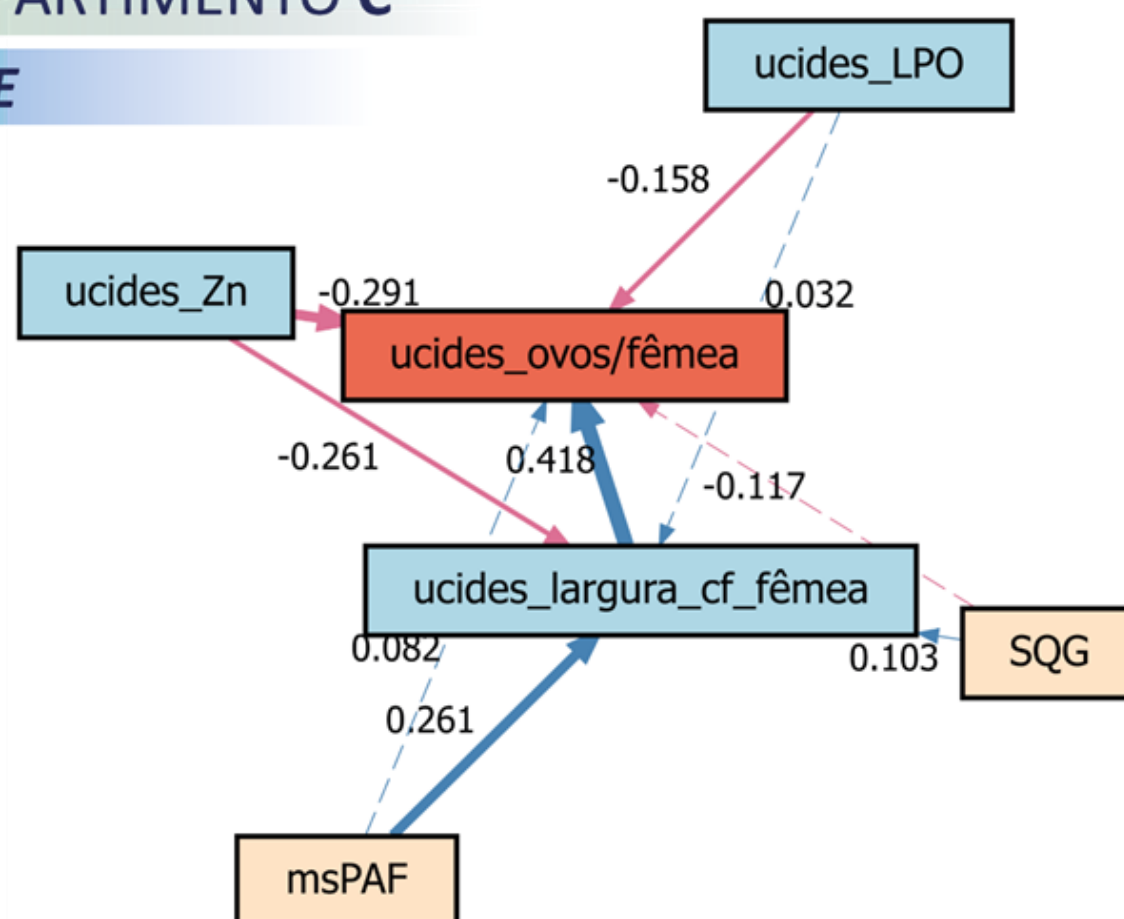 ARTIMENTO C
E
ucides_LPO
-0.158
ucides_Zn
-0.291
0.032
ucides_ovos/fêmea
-0.261
0.418
-0.117
ucides_largura_cf_fêmea
0.082
0.103
SQG
0.261
msPAF